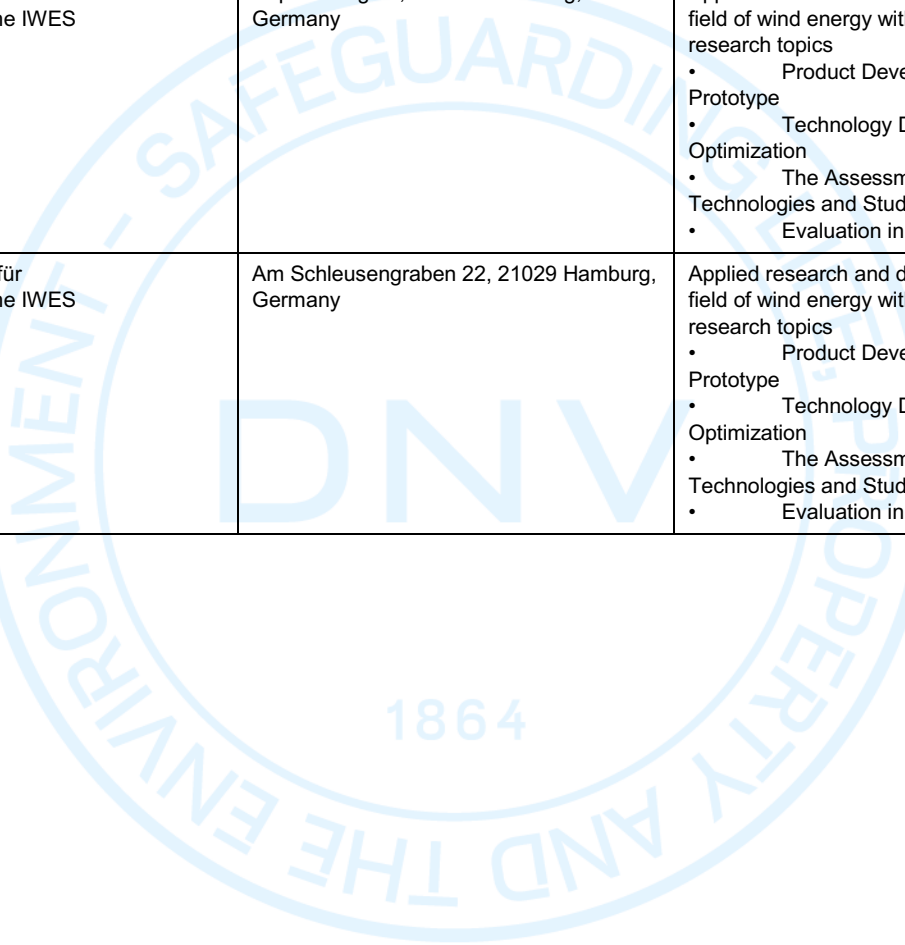 ne IWES
Germany
field of wind energy wit
research topics
• Product Deve
Prototype
• Technology D
Optimization
• The Assessm
Technologies and Stud
• Evaluation in
für
ne IWES
Am Schleusengraben 22, 21029 Hamburg,
Germany
Applied research and d
field of wind energy wit
research topics
• Product Deve
Prototype
• Technology D
Optimization
• The Assessm
Technologies and Stud
• Evaluation in
SAFEGUARDING LIFE, PROPERTY AND THE ENVIRONMENT -
DNV
1864